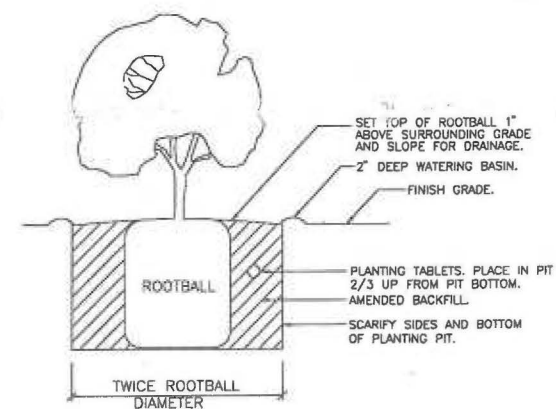 SET TOP OF ROOTBALL 1"
ABOVE SURROUNDING GRADE
AND SLOPE FOR DRAINAGE.
2" DEEP WATERING BASIN.
FINISH GRADE.
ROOTBALL
PLANTING TABLETS. PLACE IN PIT
2/3 UP FROM PIT BOTTOM.
AMENDED BACKFILL.
SCARIFY SIDES AND BOTTOM
OF PLANTING PIT.
TWICE ROOTBALL
DIAMETER